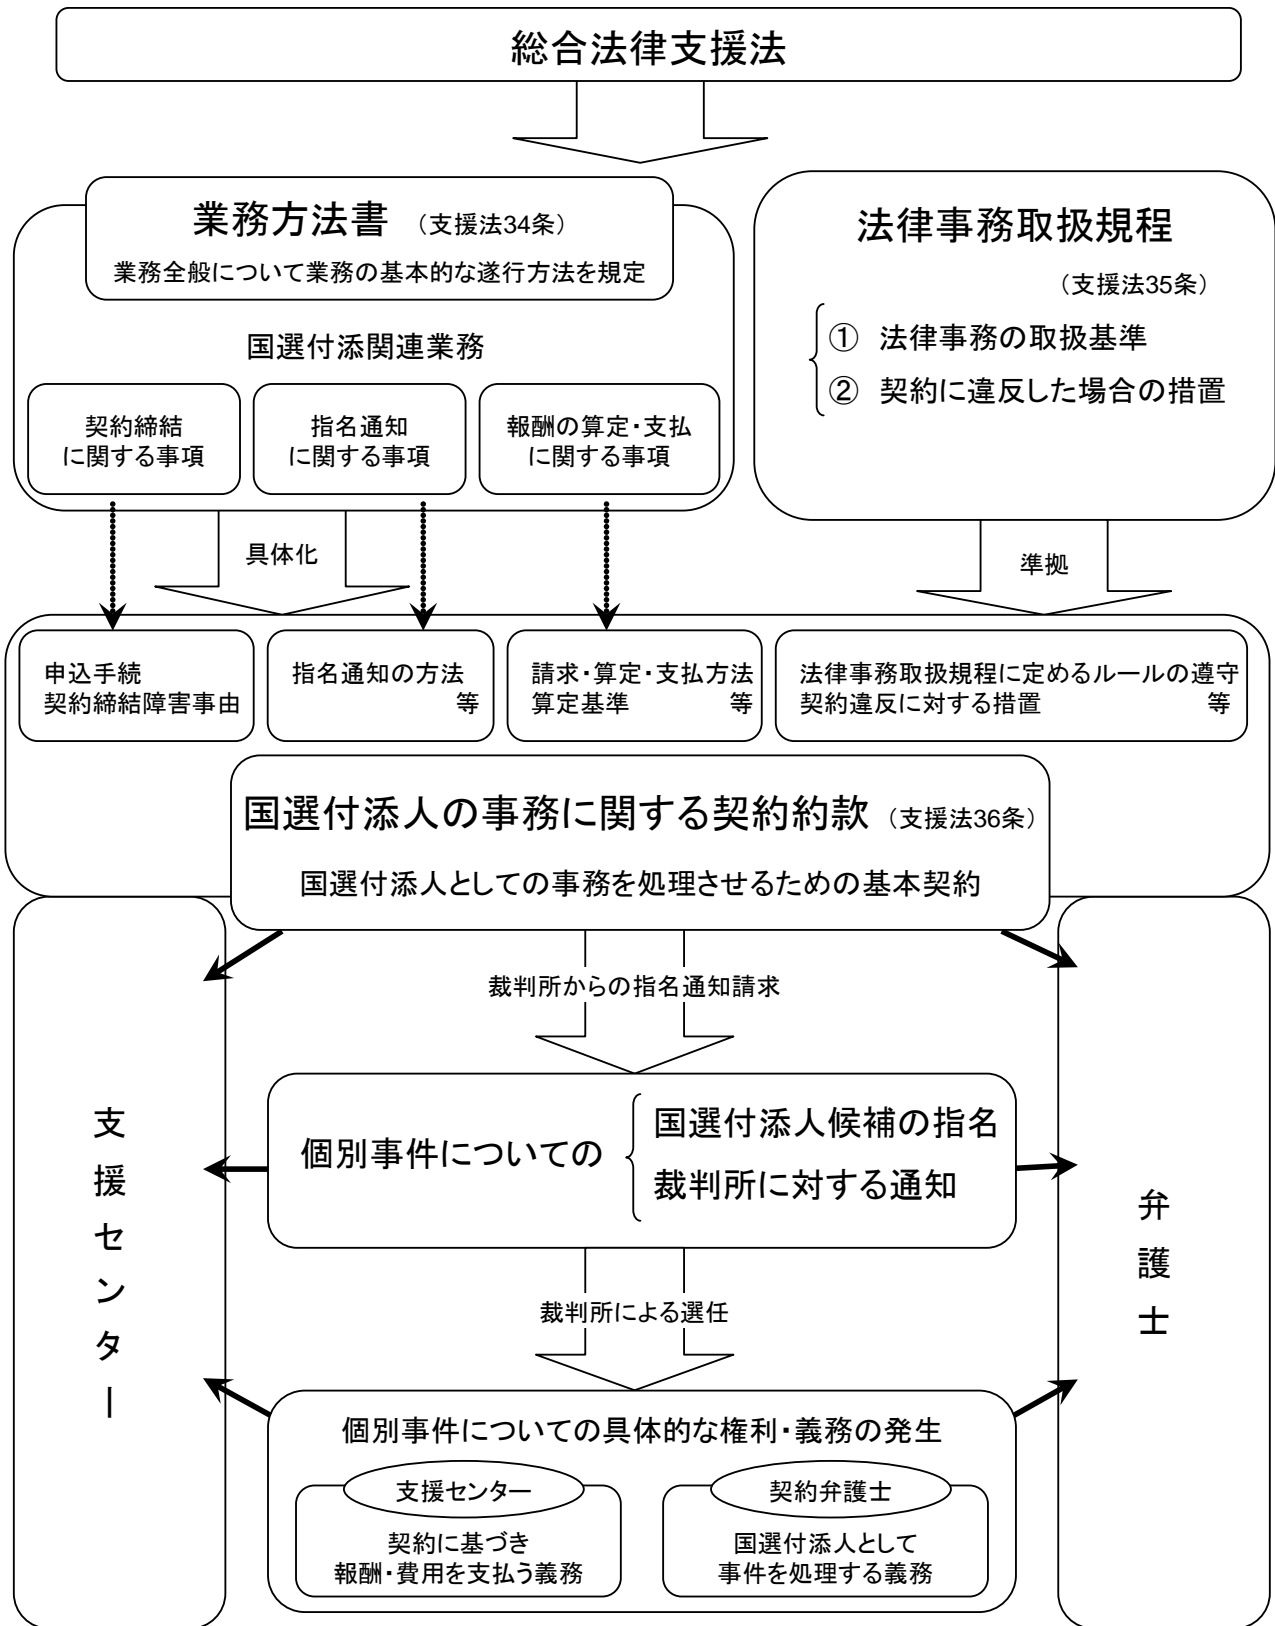 総合法律支援法
業務方法書 （支援法34条）
業務全般について業務の基本的な遂行方法を規定
国選付添関連業務
契約締結
に関する事項
指名通知
に関する事項
報酬の算定・支払
に関する事項
法律事務取扱規程
（支援法35条）
① 法律事務の取扱基準
② 契約に違反した場合の措置
具体化
準拠
申込手続
契約締結障害事由
指名通知の方法
等
請求・算定・支払方法
算定基準 等
法律事務取扱規程に定めるルールの遵守
契約違反に対する措置 等
国選付添人の事務に関する契約約款 （支援法36条）
国選付添人としての事務を処理させるための基本契約
裁判所からの指名通知請求
個別事件についての
国選付添人候補の指名
裁判所に対する通知
支援センター
弁護士
裁判所による選任
個別事件についての具体的な権利・義務の発生
支援センター
契約に基づき
報酬・費用を支払う義務
契約弁護士
国選付添人として
事件を処理する義務